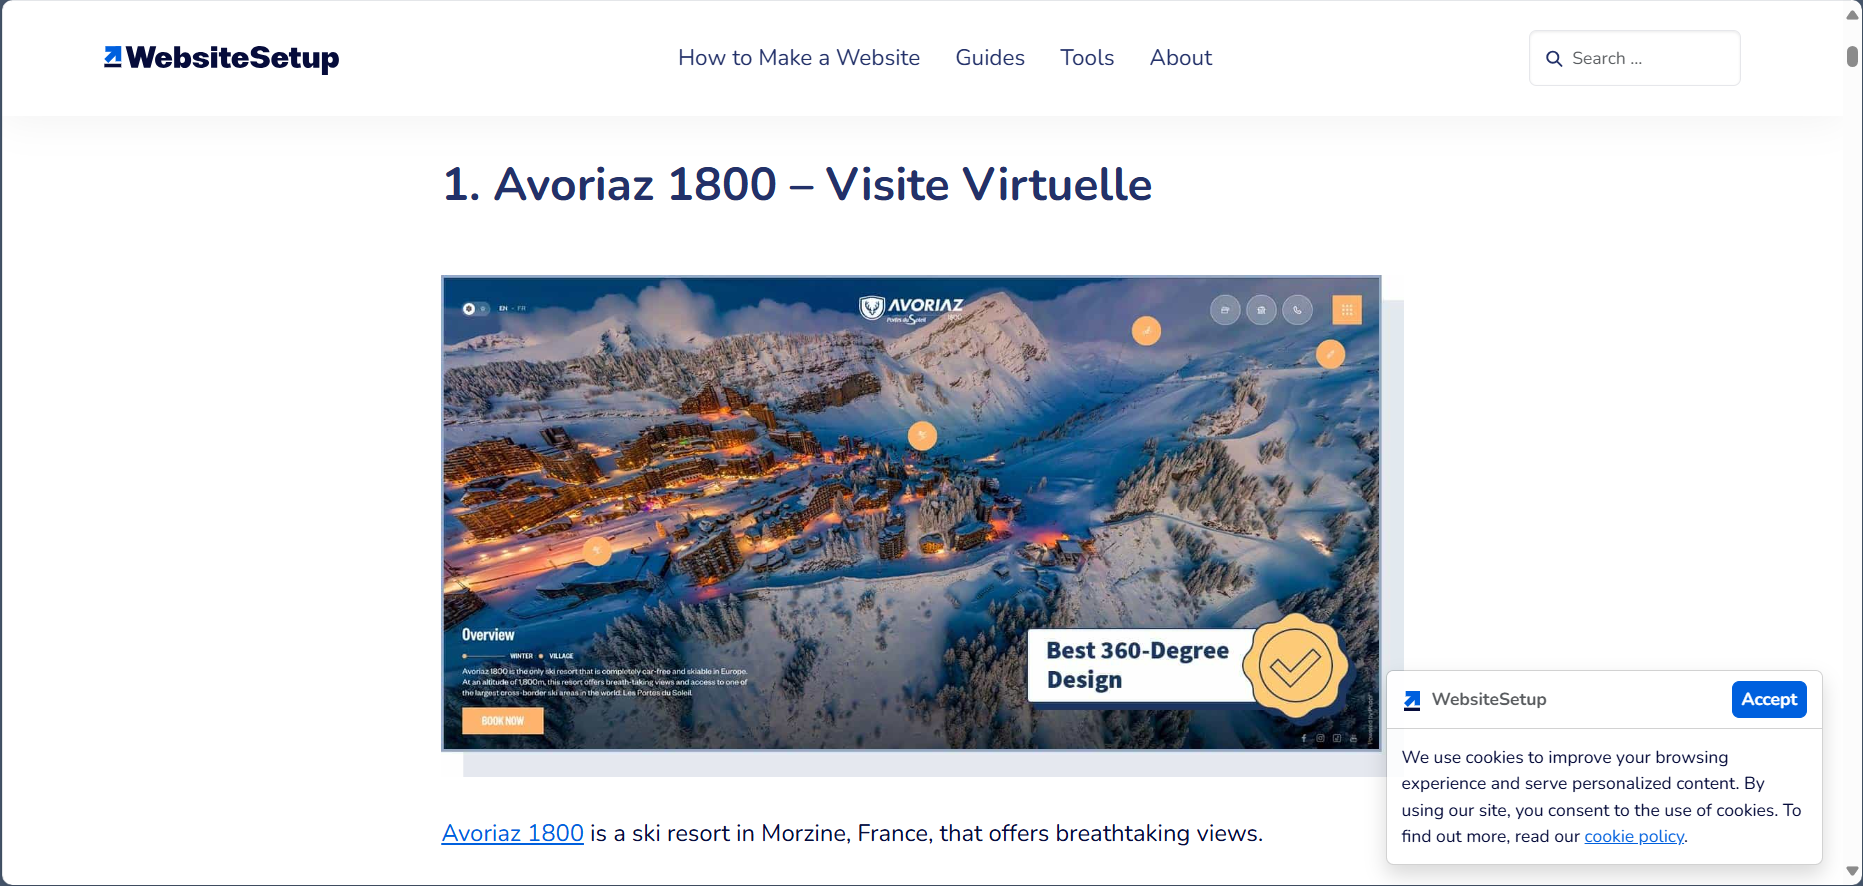 WebsiteSetup
How to Make a Website
Guides
Tools
About
Search ...
1. Avoriaz 1800 – Visite Virtuelle
EN - FR
AVORIAZ
1800
Portes du Soleil
Overview
WINTER
VILLAGE
Avoriaz 1800 is the only ski resort that is completely car-free and skiable in Europe.
At an altitude of 1,800m, this resort offers breath-taking views and access to one of
the largest cross-border ski areas in the world: Les Portes du Soleil.
BOOK NOW
Best 360-Degree
Design
WebsiteSetup
Accept
We use cookies to improve your browsing
experience and serve personalized content. By
using our site, you consent to the use of cookies. To
find out more, read our cookie policy.
Avoriaz 1800 is a ski resort in Morzine, France, that offers breathtaking views.